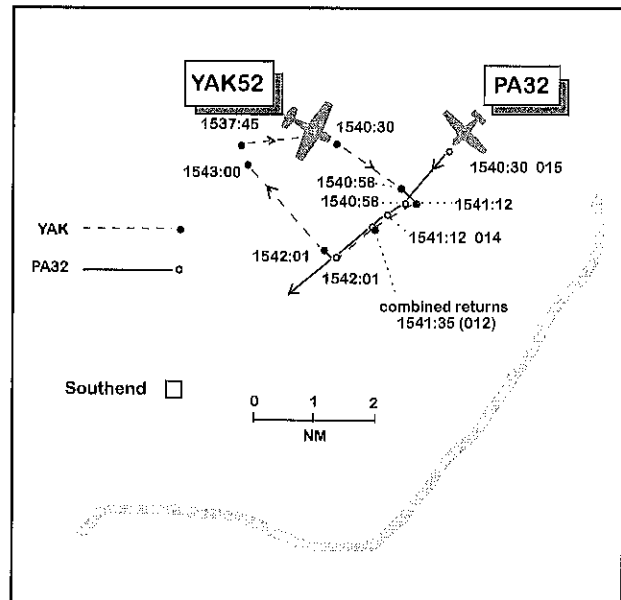 YAK52
PA32
1537:45
1540:30
1540:30 015
1543:00
1540:58
1540:58
1541:12
YAK
1541:12 014
PA32
1542:01
1542:01
combined returns
1541:35 (012)
Southend
0 1 2
NM